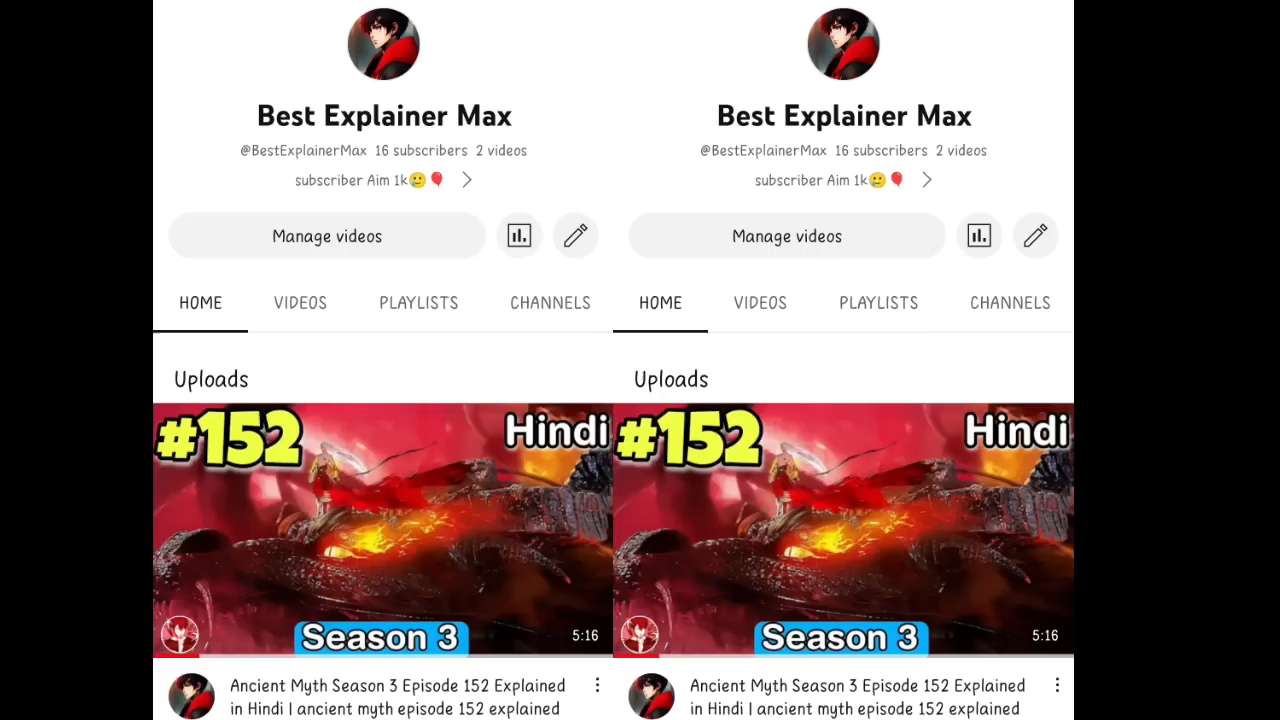 Best Explainer Max
@BestExplainerMax 16 subscribers 2 videos
subscriber Aim 1k🥲🎈
Manage videos
HOME VIDEOS PLAYLISTS CHANNELS
Uploads
#152 Hindi
Season 3
5:16
Ancient Myth Season 3 Episode 152 Explained
in Hindi | ancient myth episode 152 explained
Best Explainer Max
@BestExplainerMax 16 subscribers 2 videos
subscriber Aim 1k🥲🎈
Manage videos
HOME VIDEOS PLAYLISTS CHANNELS
Uploads
#152 Hindi
Season 3
5:16
Ancient Myth Season 3 Episode 152 Explained
in Hindi | ancient myth episode 152 explained